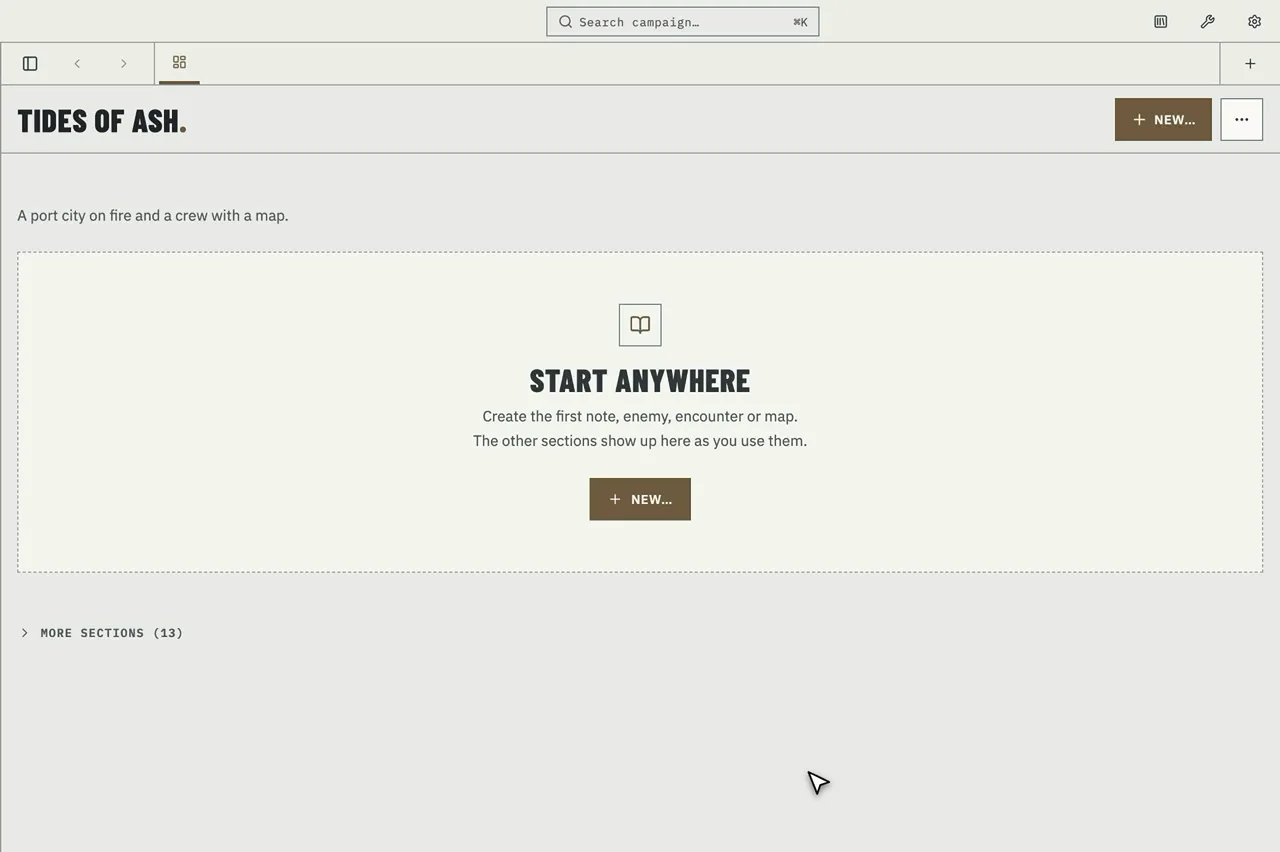 Search campaign… ⌘K
TIDES OF ASH.
+ NEW…
A port city on fire and a crew with a map.
START ANYWHERE
Create the first note, enemy, encounter or map.
The other sections show up here as you use them.
+ NEW…
MORE SECTIONS (13)